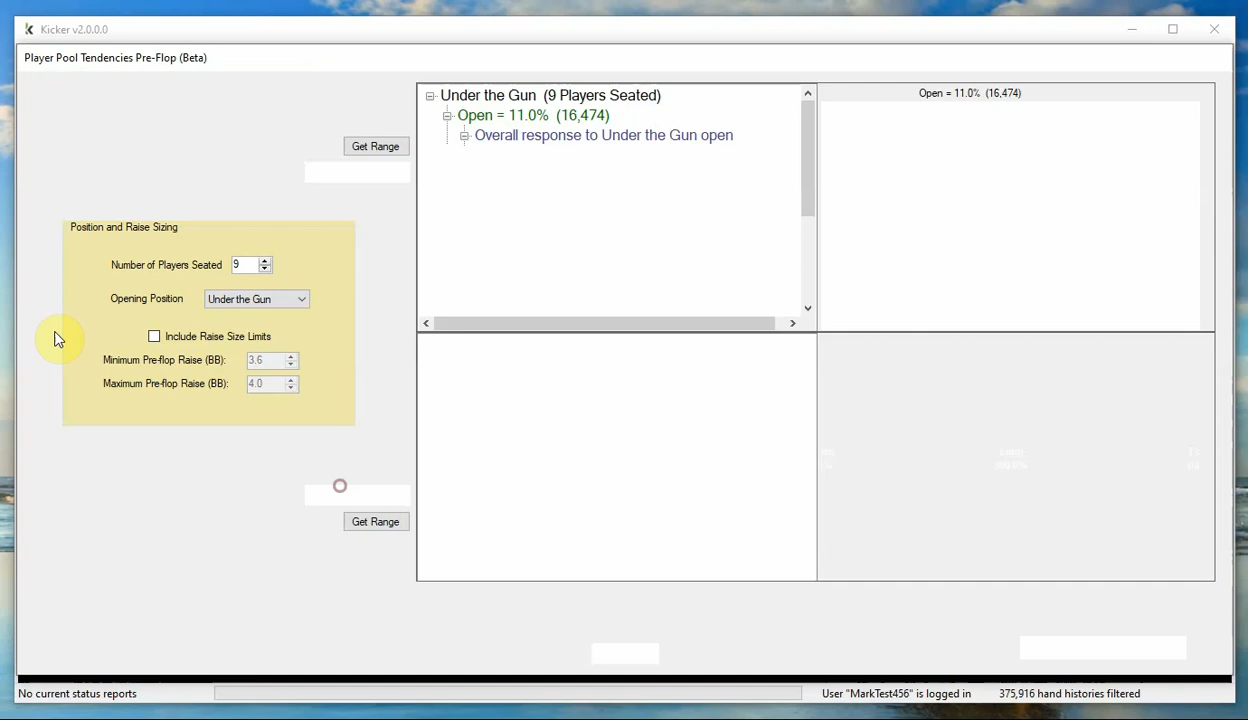 Kicker v2.0.0.0
Player Pool Tendencies Pre-Flop (Beta)
Get Range
Position and Raise Sizing
Number of Players Seated 9
Opening Position Under the Gun
Include Raise Size Limits
Minimum Pre-flop Raise (BB): 3.6
Maximum Pre-flop Raise (BB): 4.0
Get Range
Under the Gun (9 Players Seated)
Open = 11.0% (16,474)
Overall response to Under the Gun open
Open = 11.0% (16,474)
No current status reports
User "MarkTest456" is logged in
375,916 hand histories filtered